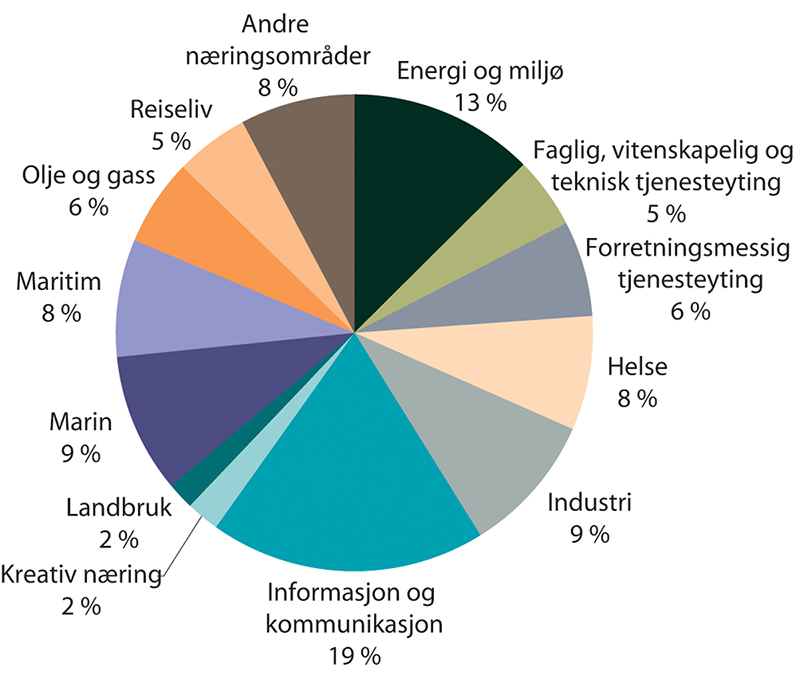 Andre
næringsområder
8 %
Energi og miljø
13 %
Faglig, vitenskapelig og
teknisk tjenesteyting
5 %
Forretningsmessig
tjenesteyting
6 %
Helse
8 %
Industri
9 %
Informasjon og
kommunikasjon
19 %
Kreativ næring
2 %
Landbruk
2 %
Marin
9 %
Maritim
8 %
Olje og gass
6 %
Reiseliv
5 %